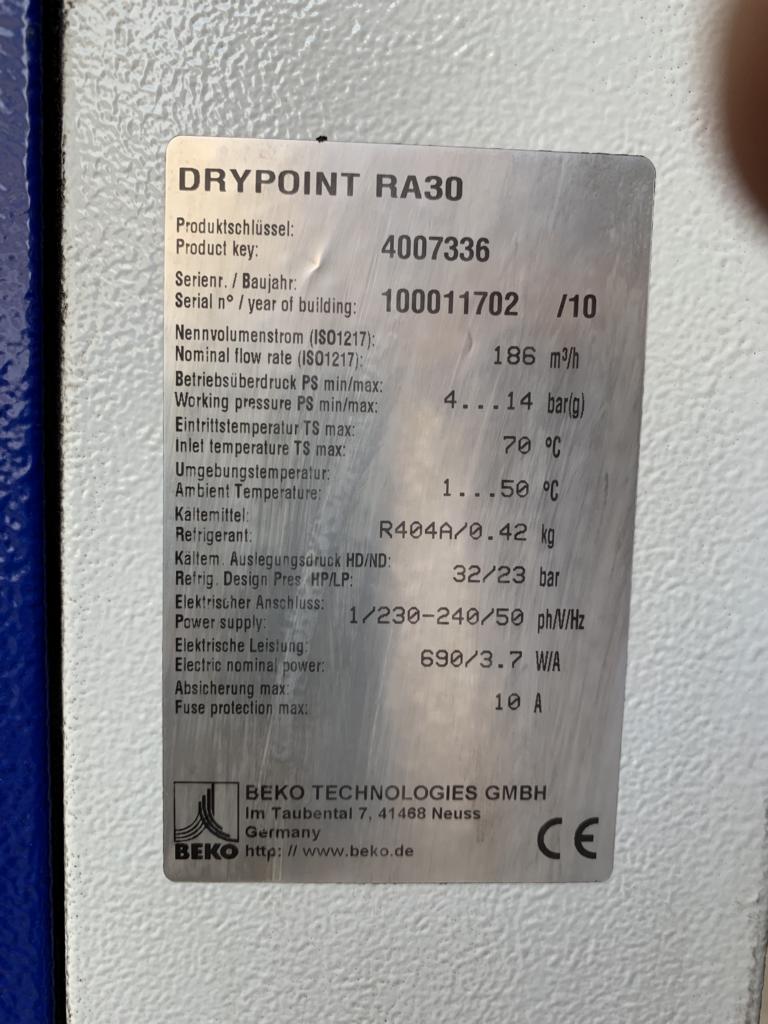 DRYPOINT RA30
Produktschlüssel:
Product key: 4007336
Serienr. / Baujahr:
Serial n° / year of building: 100011702 /10
Nennvolumenstrom (ISO1217):
Nominal flow rate (ISO1217): 186 m³/h
Betriebsüberdruck PS min/max:
Working pressure PS min/max: 4...14 bar(g)
Eintrittstemperatur TS max:
Inlet temperature TS max: 70 °C
Umgebungstemperatur:
Ambient Temperature: 1...50 °C
Kältemittel:
Refrigerant: R404A/0.42 kg
Kältem. Auslegungsdruck HD/ND:
Refrig. Design Pres. HP/LP: 32/23 bar
Elektrischer Anschluss:
Power supply: 1/230-240/50 ph/V/Hz
Elektrische Leistung:
Electric nominal power: 690/3.7 W/A
Absicherung max:
Fuse protection max: 10 A
BEKO TECHNOLOGIES GMBH
Im Taubental 7, 41468 Neuss
Germany
BEKO http: // www.beko.de
CE